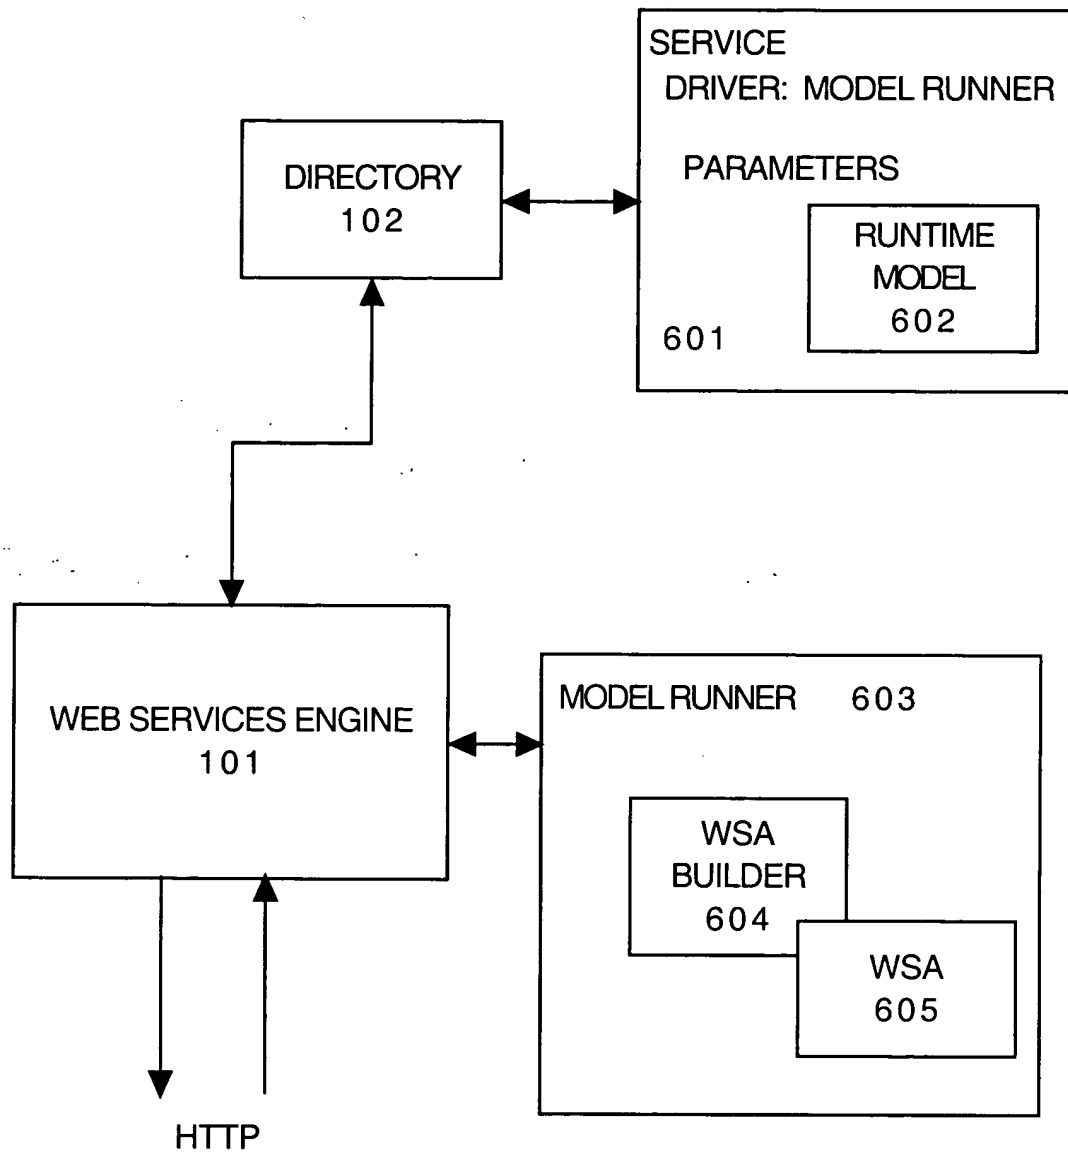 SERVICE
DRIVER: MODEL RUNNER
PARAMETERS
RUNTIME
MODEL
602
601
DIRECTORY
102
WEB SERVICES ENGINE
101
MODEL RUNNER 603
WSA
BUILDER
604
WSA
605
HTTP